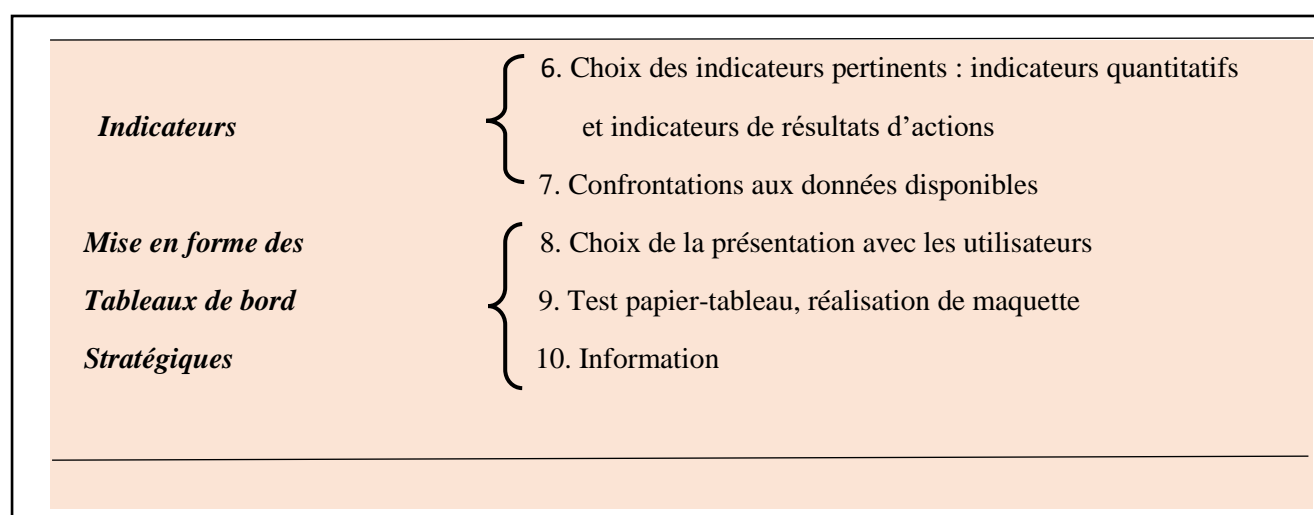 6. Choix des indicateurs pertinents : indicateurs quantitatifs
Indicateurs
et indicateurs de résultats d’actions
7. Confrontations aux données disponibles
Mise en forme des
8. Choix de la présentation avec les utilisateurs
Tableaux de bord
9. Test papier-tableau, réalisation de maquette
Stratégiques
10. Information